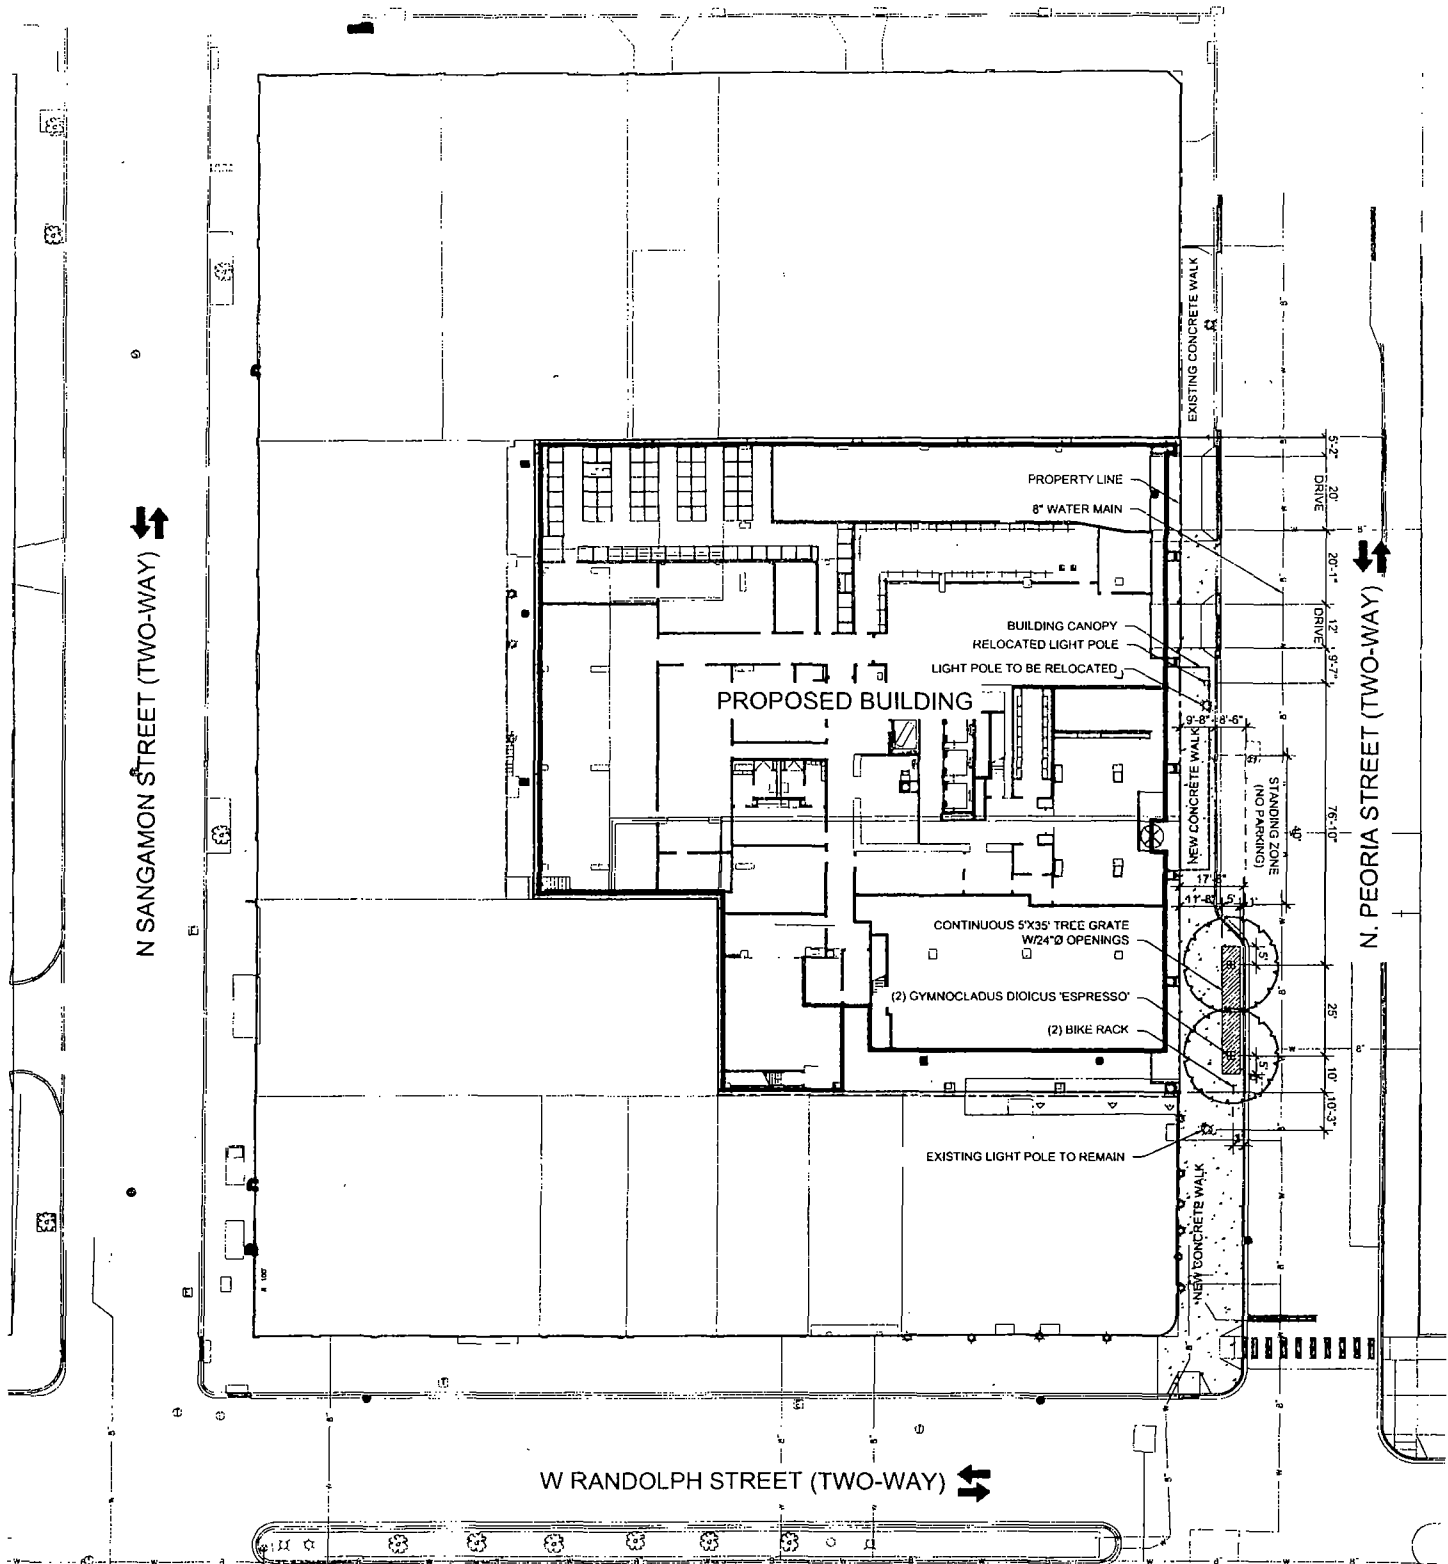 EXISTING CONCRETE WALK
5'-2"
PROPERTY LINE
20'
DRIVE
8" WATER MAIN
8"
20'-1"
N SANGAMON STREET (TWO-WAY)
N. PEORIA STREET (TWO-WAY)
BUILDING CANOPY
12'
DRIVE
RELOCATED LIGHT POLE
LIGHT POLE TO BE RELOCATED
9'-7"
PROPOSED BUILDING
9'-8"
8'-6"
NEW CONCRETE WALK
STANDING ZONE
(NO PARKING)
40'
76'-10"
17'-6"
11'-8"
5'
1'
CONTINUOUS 5'X35' TREE GRATE
W/24"Ø OPENINGS
5'
(2) GYMNOCLADUS DIOICUS 'ESPRESSO'
25'
(2) BIKE RACK
5'
10'
10'-3"
EXISTING LIGHT POLE TO REMAIN
NEW CONCRETE WALK
W RANDOLPH STREET (TWO-WAY)